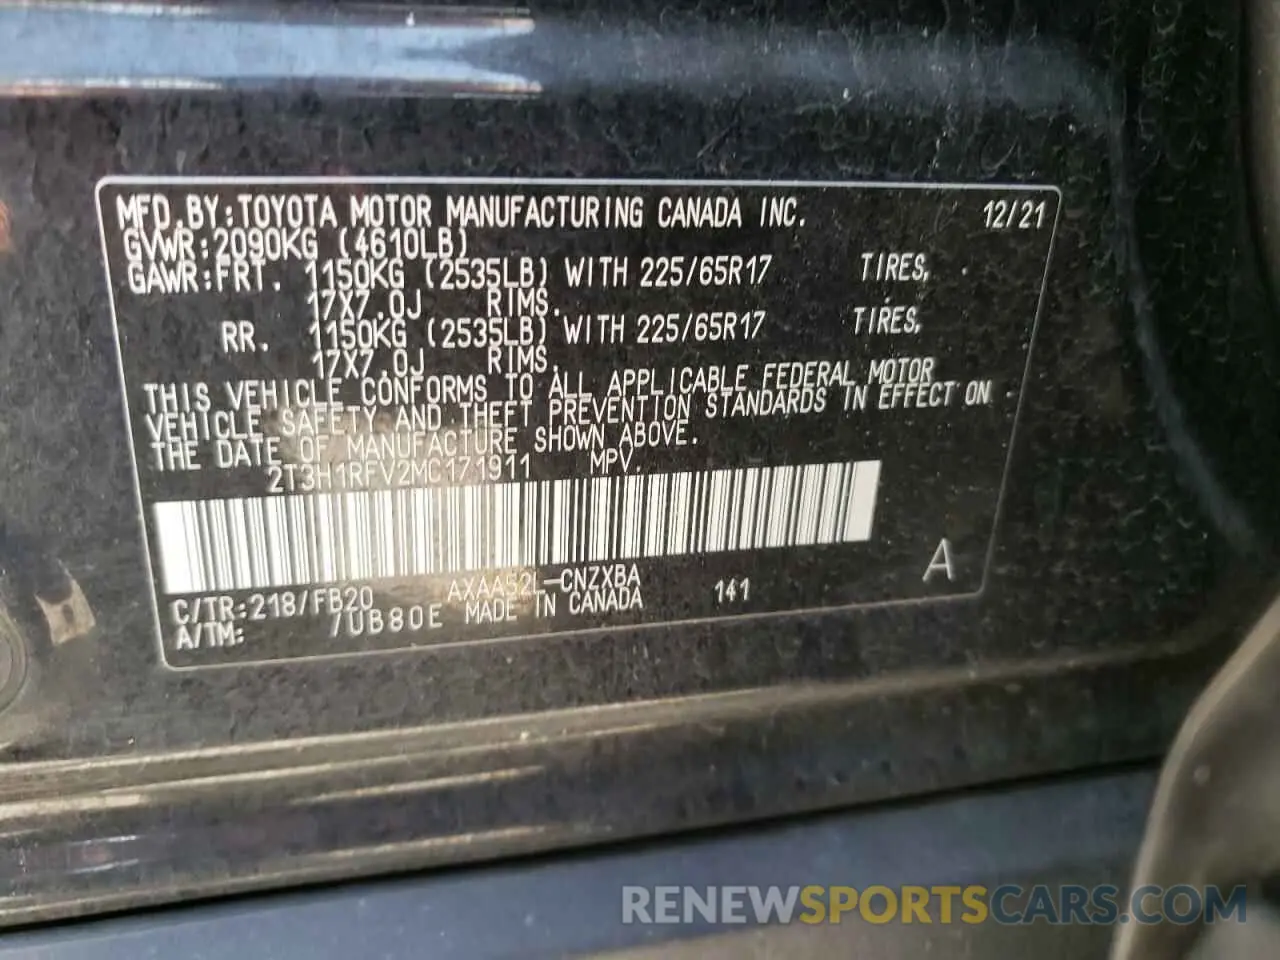 MFD.BY:TOYOTA MOTOR MANUFACTURING CANADA INC. 12/21
GVWR:2090KG (4610LB)
GAWR:FRT. 1150KG (2535LB) WITH 225/65R17 TIRES,
17X7.0J RIMS.
RR. 1150KG (2535LB) WITH 225/65R17 TIRES,
17X7.0J RIMS.
THIS VEHICLE CONFORMS TO ALL APPLICABLE FEDERAL MOTOR
VEHICLE SAFETY AND THEFT PREVENTION STANDARDS IN EFFECT ON
THE DATE OF MANUFACTURE SHOWN ABOVE.
2T3H1RFV2MC171911 MPV.
A
C/TR:218/FB20 AXAA52L-CNZXBA 141
A/TM: /UB80E MADE IN CANADA
RENEWSPORTSCARS.COM